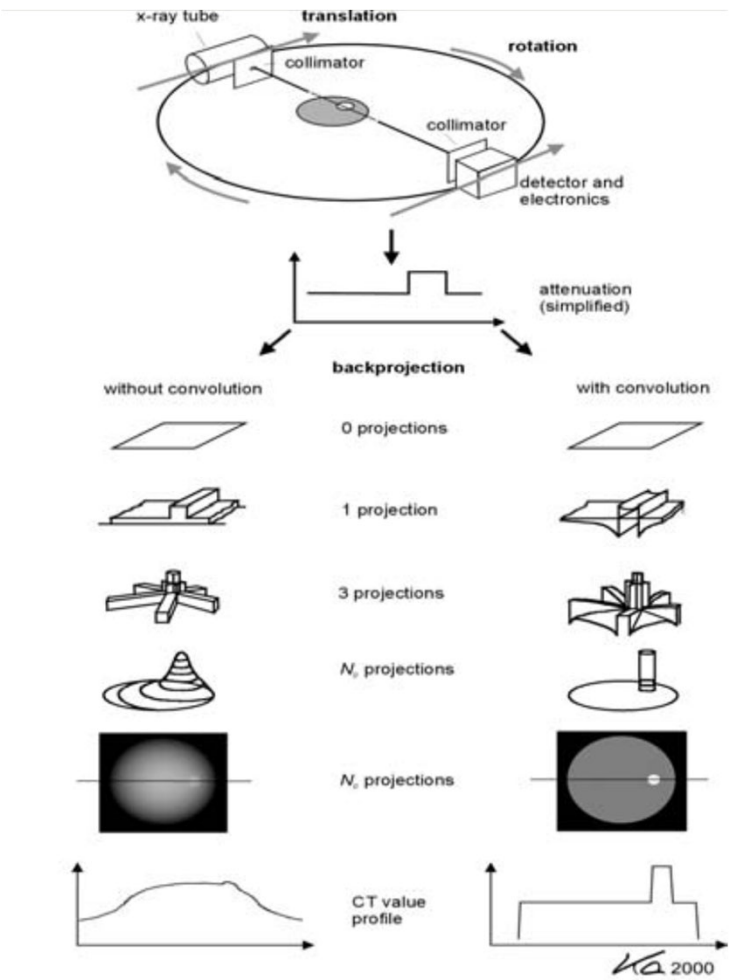 x-ray tube
translation
rotation
collimator
collimator
detector and
electronics
attenuation
(simplified)
backprojection
without convolution
with convolution
0 projections
1 projection
3 projections
projections
projections
CT value
profile
2000